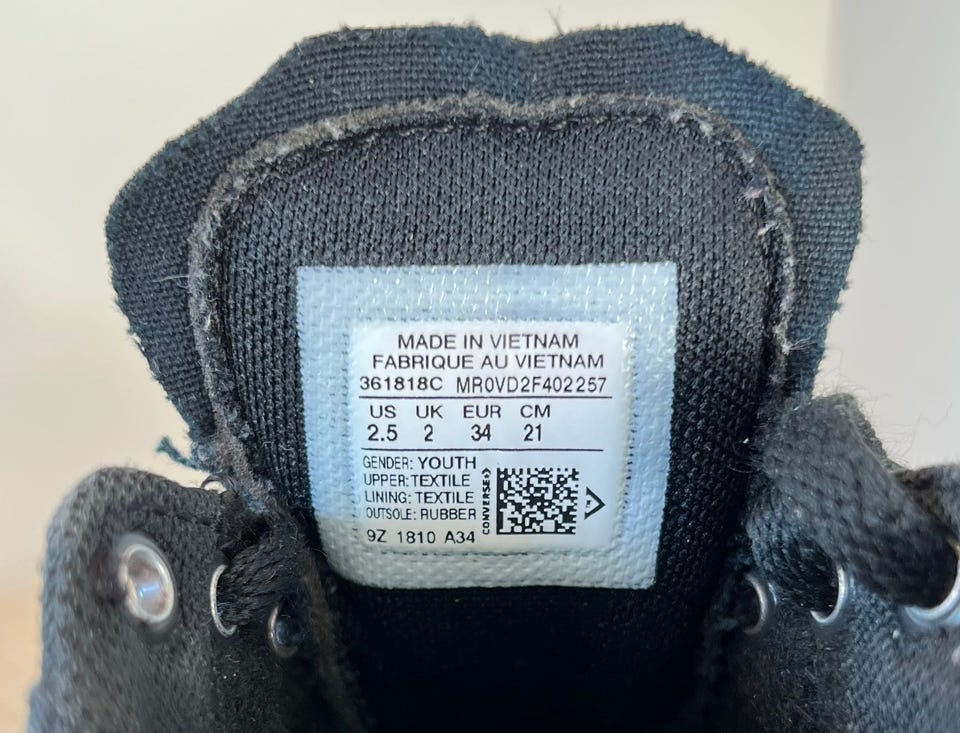 MADE IN VIETNAM
FABRIQUE AU VIETNAM
361818C MR0VD2F402257
US UK EUR CM
2.5 2 34 21
GENDER: YOUTH
UPPER: TEXTILE
LINING: TEXTILE
OUTSOLE: RUBBER
CONVERSE
9Z 1810 A34